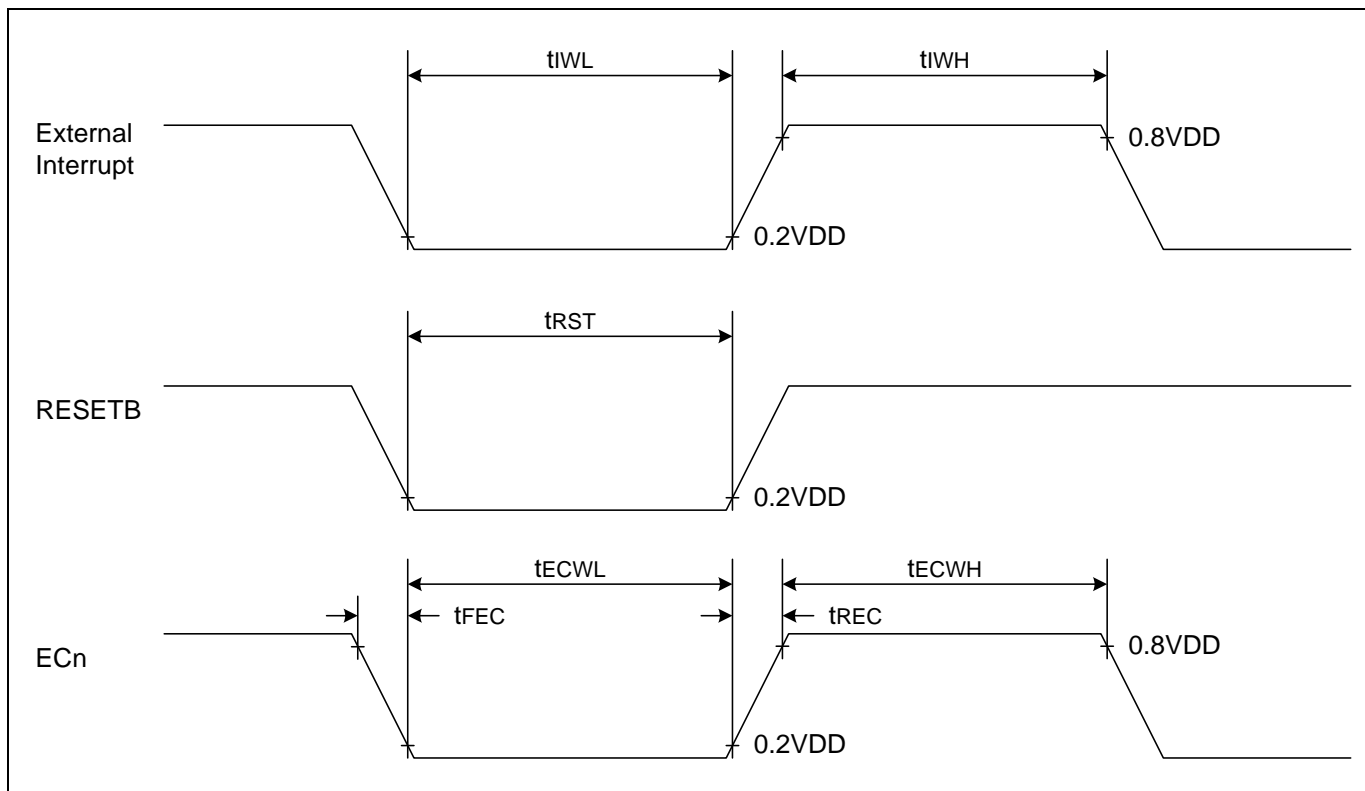 tIWL
tIWH
External
Interrupt
0.8VDD
0.2VDD
tRST
RESETB
0.2VDD
tECWL
tECWH
tFEC
tREC
ECn
0.8VDD
0.2VDD